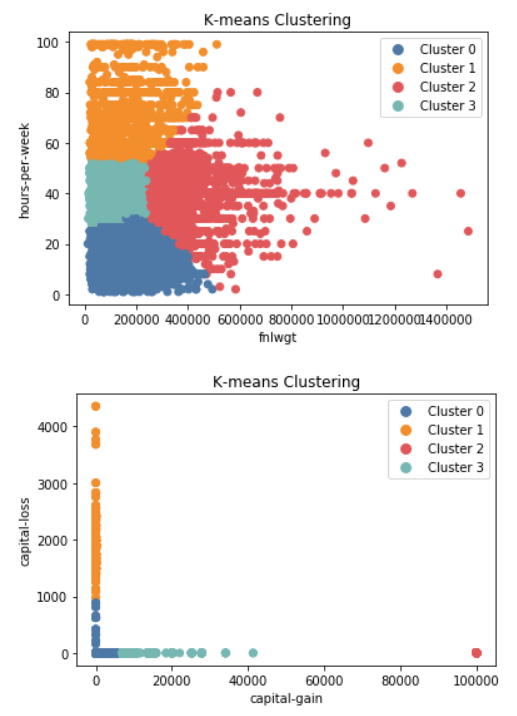 K-means Clustering
Cluster 0
Cluster 1
Cluster 2
Cluster 3
100
80
60
40
20
0
hours-per-week
0 200000 400000 600000 800000 1000000 1200000 1400000
fnlwgt
K-means Clustering
Cluster 0
Cluster 1
Cluster 2
Cluster 3
4000
3000
2000
1000
0
capital-loss
0 20000 40000 60000 80000 100000
capital-gain